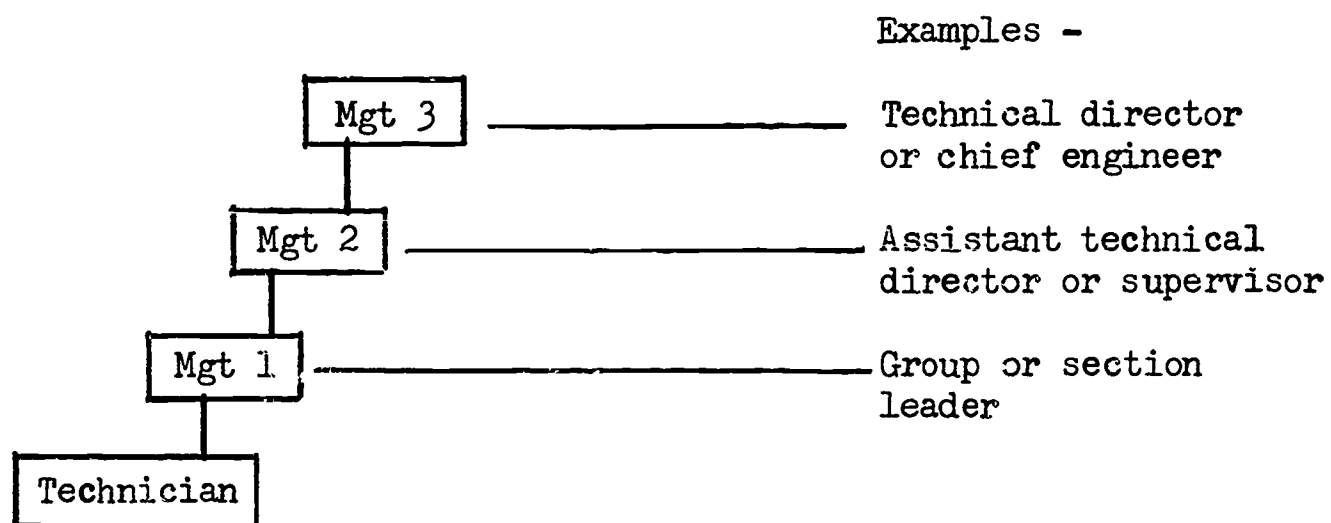 Examples -
Mgt 3
Technical director
or chief engineer
Mgt 2
Assistant technical
director or supervisor
Mgt 1
Group or section
leader
Technician